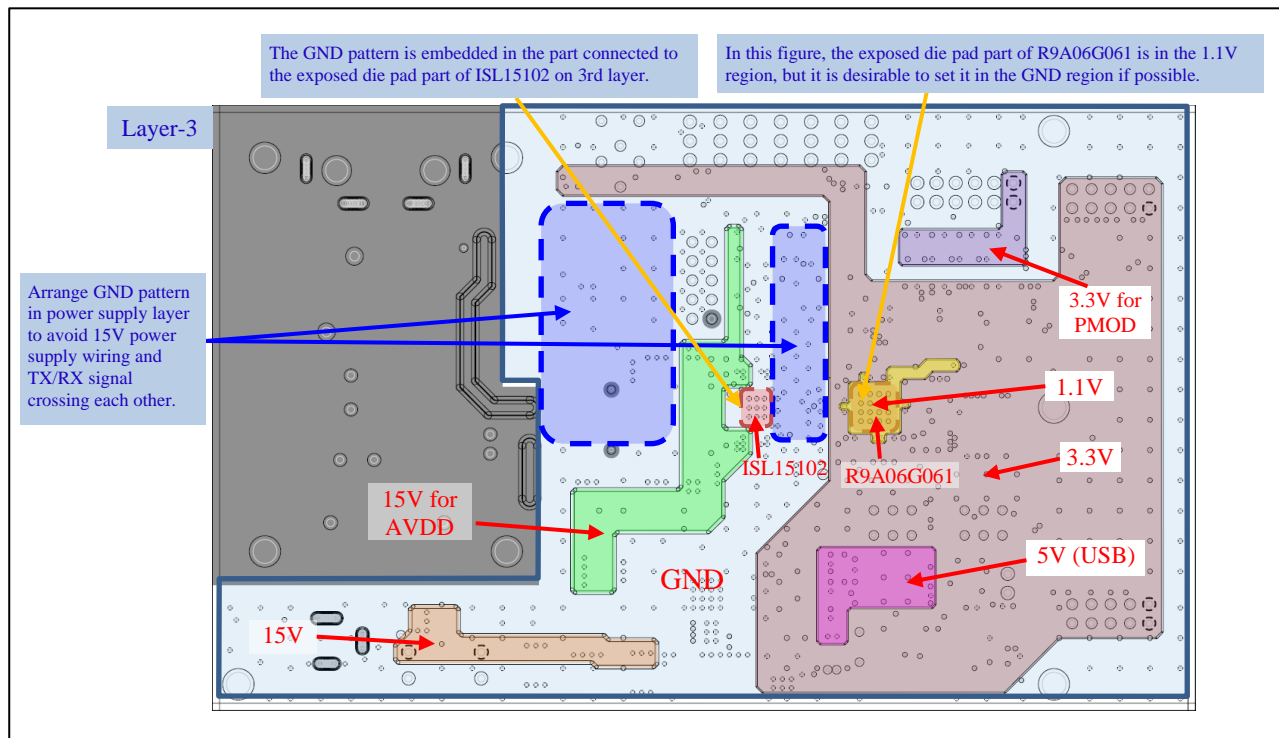 The GND pattern is embedded in the part connected to
the exposed die pad part of ISL15102 on 3rd layer.
In this figure, the exposed die pad part of R9A06G061 is in the 1.1V
region, but it is desirable to set it in the GND region if possible.
Layer-3
Arrange GND pattern
in power supply layer
to avoid 15V power
supply wiring and
TX/RX signal
crossing each other.
3.3V for
PMOD
1.1V
ISL15102
R9A06G061
3.3V
15V for
AVDD
GND
5V (USB)
15V